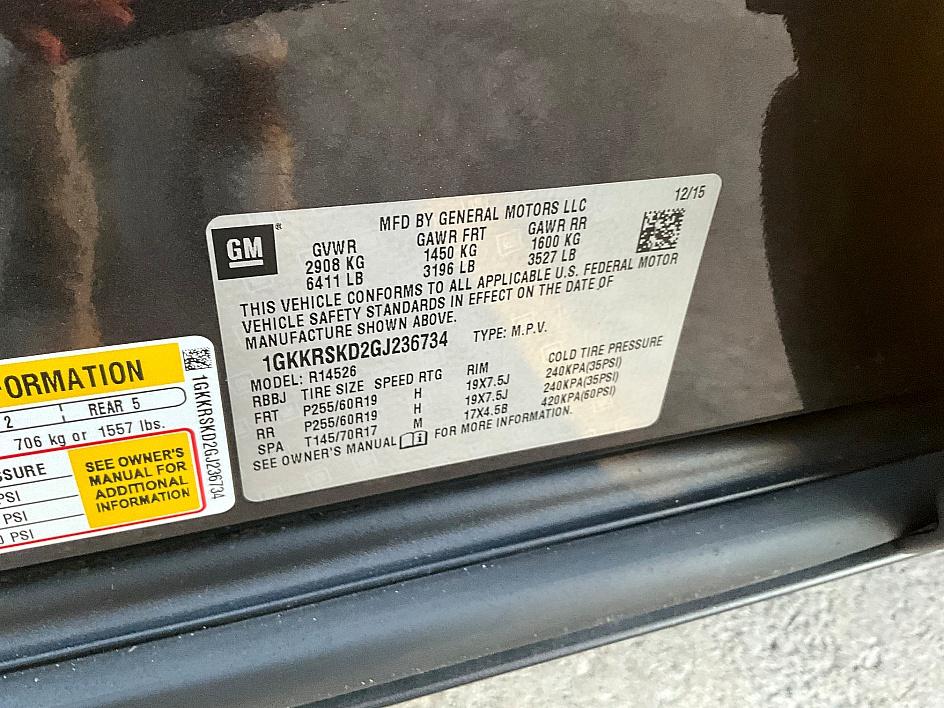 12/15
GM ®
MFD BY GENERAL MOTORS LLC
GVWR GAWR FRT GAWR RR
2908 KG 1450 KG 1600 KG
6411 LB 3196 LB 3527 LB
THIS VEHICLE CONFORMS TO ALL APPLICABLE U.S. FEDERAL MOTOR
VEHICLE SAFETY STANDARDS IN EFFECT ON THE DATE OF
MANUFACTURE SHOWN ABOVE.
1GKKRSKD2GJ236734 TYPE: M.P.V.
MODEL: R14526
RBBJ TIRE SIZE SPEED RTG RIM COLD TIRE PRESSURE
FRT P255/60R19 H 19X7.5J 240KPA(35PSI)
RR P255/60R19 H 19X7.5J 240KPA(35PSI)
SPA T145/70R17 M 17X4.5B 420KPA(60PSI)
SEE OWNER'S MANUAL FOR MORE INFORMATION.
ORMATION
2 REAR 5
706 kg or 1557 lbs.
SSURE
PSI
PSI
PSI
SEE OWNER'S
MANUAL FOR
ADDITIONAL
INFORMATION
1GKKRSKD2GJ236734